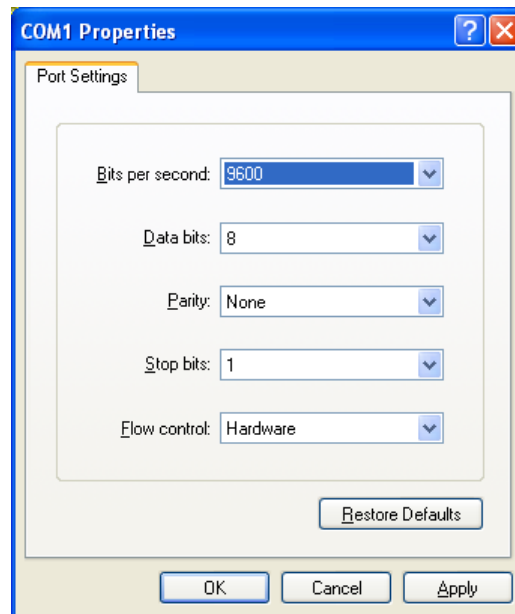 COM1 Properties
Port Settings
Bits per second: 9600
Data bits: 8
Parity: None
Stop bits: 1
Flow control: Hardware
Restore Defaults
OK Cancel Apply